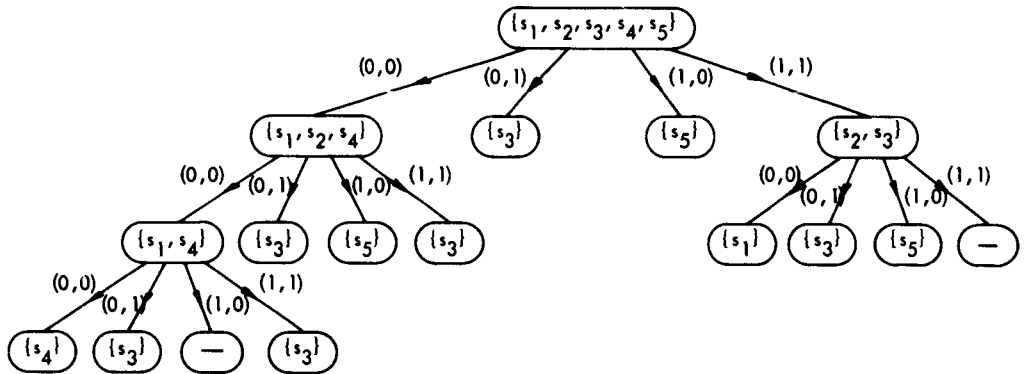 {s₁, s₂, s₃, s₄, s₅}
(0,0) (0,1) (1,0) (1,1)
{s₁, s₂, s₄} {s₃} {s₅} {s₂, s₃}
(0,0) (0,1) (1,0) (1,1) (0,0) (0,1) (1,0) (1,1)
{s₁, s₄} {s₃} {s₅} {s₃} {s₁} {s₃} {s₅} —
(0,0) (0,1) (1,0) (1,1)
{s₄} {s₃} — {s₃}